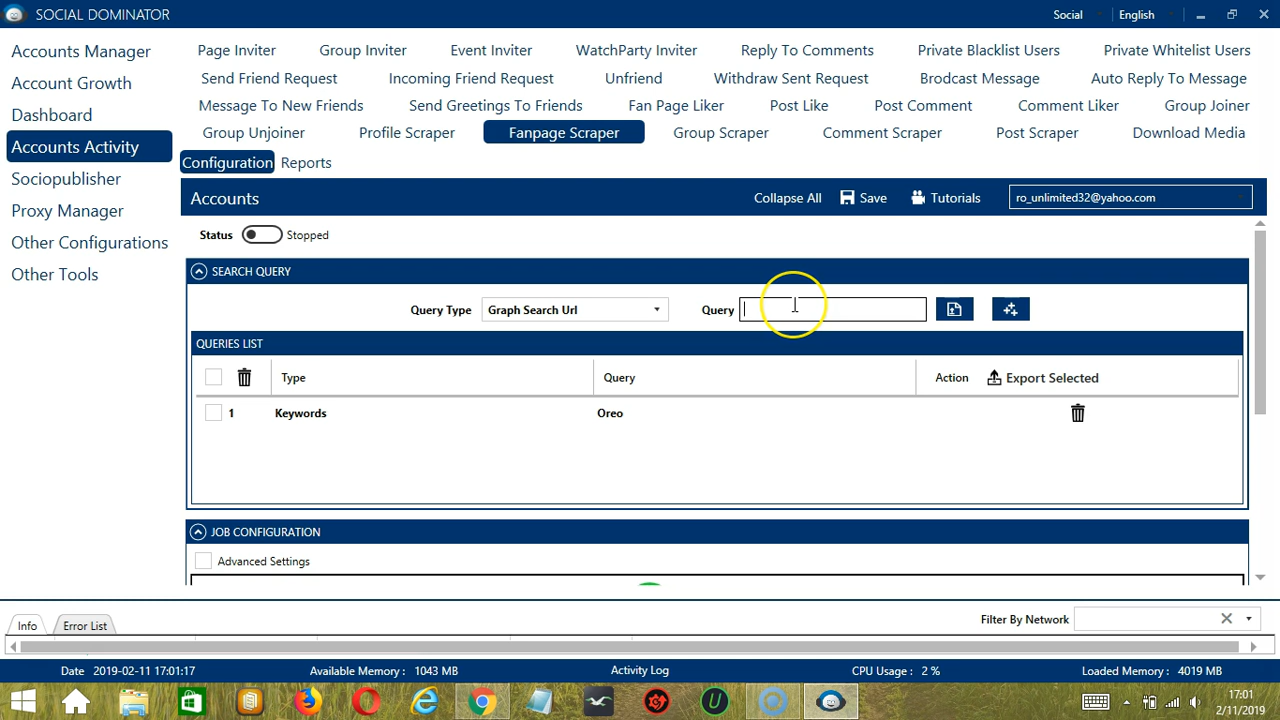 SOCIAL DOMINATOR
Social English
Accounts Manager
Account Growth
Dashboard
Accounts Activity
Sociopublisher
Proxy Manager
Other Configurations
Other Tools
Page Inviter Group Inviter Event Inviter WatchParty Inviter Reply To Comments Private Blacklist Users Private Whitelist Users
Send Friend Request Incoming Friend Request Unfriend Withdraw Sent Request Brodcast Message Auto Reply To Message
Message To New Friends Send Greetings To Friends Fan Page Liker Post Like Post Comment Comment Liker Group Joiner
Group Unjoiner Profile Scraper Fanpage Scraper Group Scraper Comment Scraper Post Scraper Download Media
Configuration Reports
Accounts Collapse All Save Tutorials ro_unlimited32@yahoo.com
Status Stopped
SEARCH QUERY
Query Type Graph Search Url Query
QUERIES LIST
Type Query Action Export Selected
1 Keywords Oreo
JOB CONFIGURATION
Advanced Settings
Info Error List Filter By Network
Date 2019-02-11 17:01:17 Available Memory : 1043 MB Activity Log CPU Usage : 2 % Loaded Memory : 4019 MB
17:01
2/11/2019